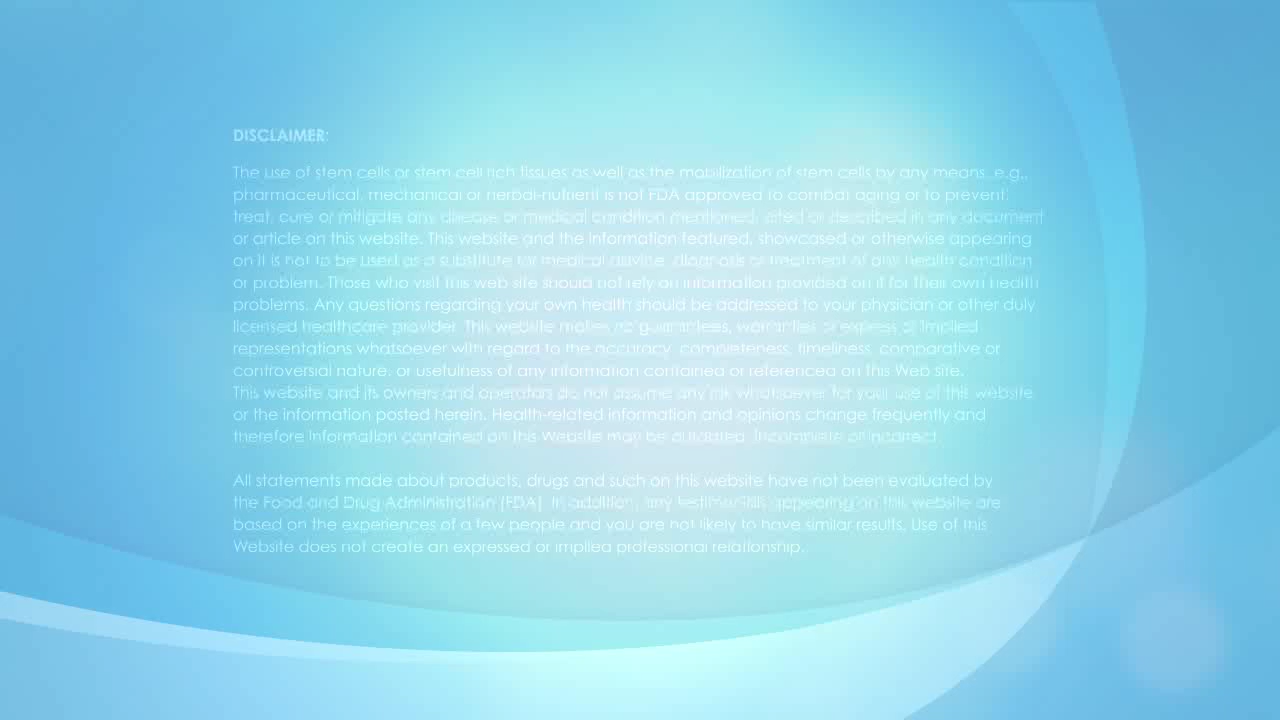 DISCLAIMER:
The use of stem cells or stem cell rich tissues as well as the mobilization of stem cells by any means, e.g.,
pharmaceutical, mechanical or herbal-nutrient is not FDA approved to combat aging or to prevent,
treat, cure or mitigate any disease or medical condition mentioned, cited or described in any document
or article on this website. This website and the information featured, showcased or otherwise appearing
on it is not to be used as a substitute for medical advice, diagnosis or treatment of any health condition
or problem. Those who visit this web site should not rely on information provided on it for their own health
problems. Any questions regarding your own health should be addressed to your physician or other duly
licensed healthcare provider. This website makes no guarantees, warranties or express or implied
representations whatsoever with regard to the accuracy, completeness, timeliness, comparative or
controversial nature, or usefulness of any information contained or referenced on this Web site.
This website and its owners and operators do not assume any risk whatsoever for your use of this website
or the information posted herein. Health-related information and opinions change frequently and
therefore information contained on this Website may be outdated, incomplete or incorrect.
All statements made about products, drugs and such on this website have not been evaluated by
the Food and Drug Administration (FDA). In addition, any testimonials appearing on this website are
based on the experiences of a few people and you are not likely to have similar results. Use of this
Website does not create an expressed or implied professional relationship.